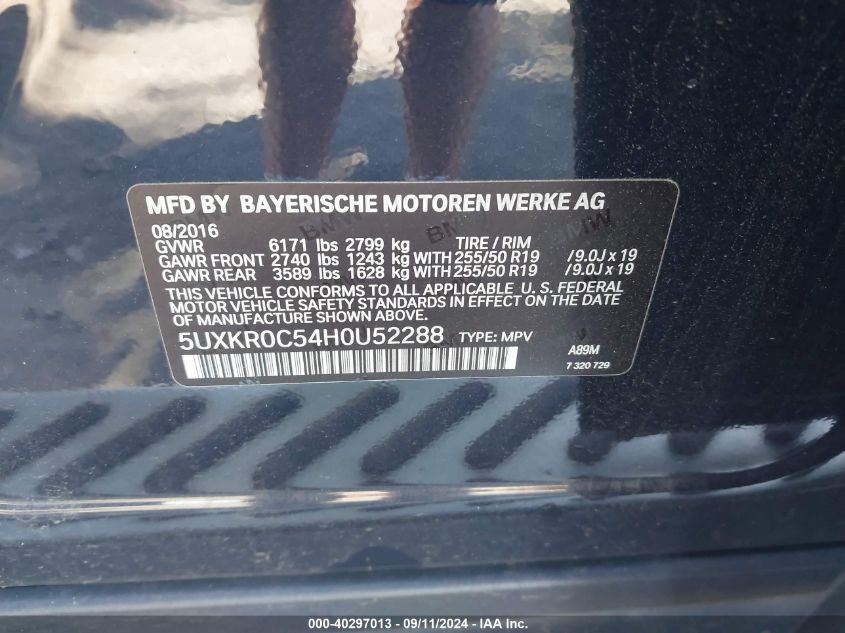 MFD BY BAYERISCHE MOTOREN WERKE AG
08/2016
GVWR 6171 lbs 2799 kg TIRE / RIM
GAWR FRONT 2740 lbs 1243 kg WITH 255/50 R19 /9.0J x 19
GAWR REAR 3589 lbs 1628 kg WITH 255/50 R19 /9.0J x 19
THIS VEHICLE CONFORMS TO ALL APPLICABLE U.S. FEDERAL
MOTOR VEHICLE SAFETY STANDARDS IN EFFECT ON THE DATE
OF MANUFACTURE SHOWN ABOVE.
5UXKR0C54H0U52288 TYPE: MPV
A89M
7 320 729
000-40297013 - 09/11/2024 - IAA, Inc.